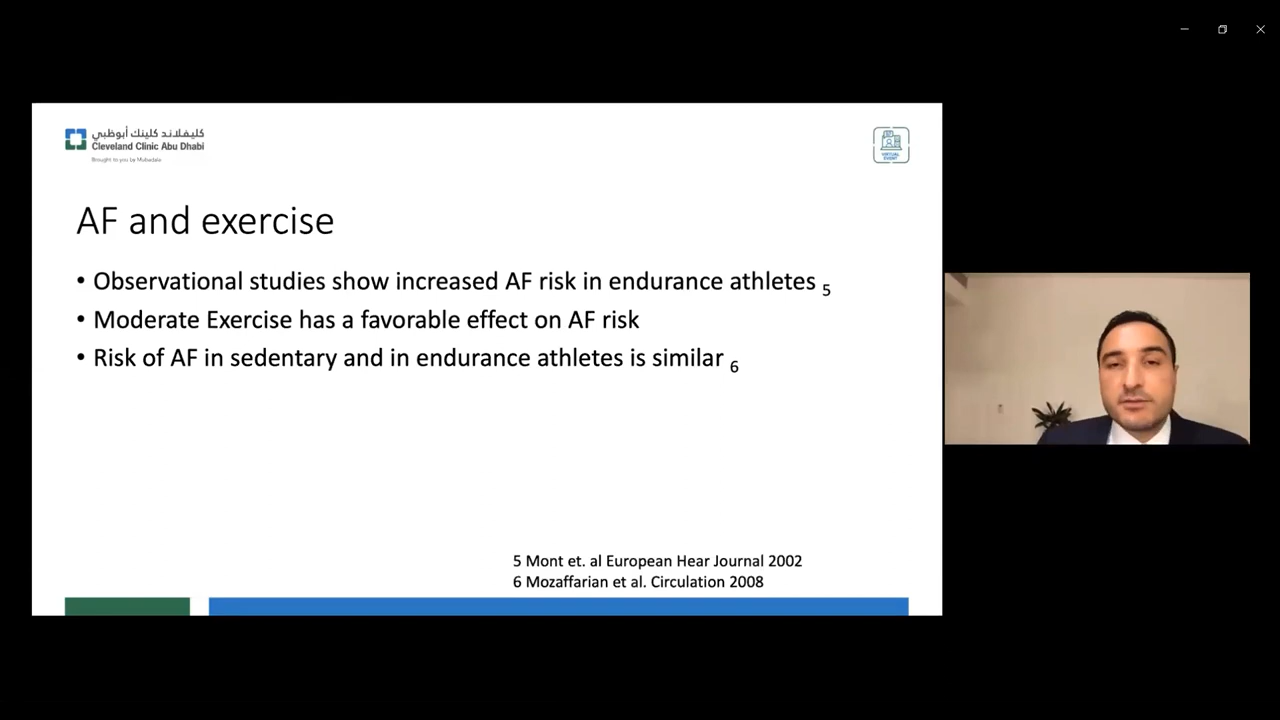 كليفلاند كلينك أبوظبي
Cleveland Clinic Abu Dhabi
Brought to you by Mubadala
VIRTUAL
EVENT
AF and exercise
• Observational studies show increased AF risk in endurance athletes 5
• Moderate Exercise has a favorable effect on AF risk
• Risk of AF in sedentary and in endurance athletes is similar 6
5 Mont et. al European Hear Journal 2002
6 Mozaffarian et al. Circulation 2008